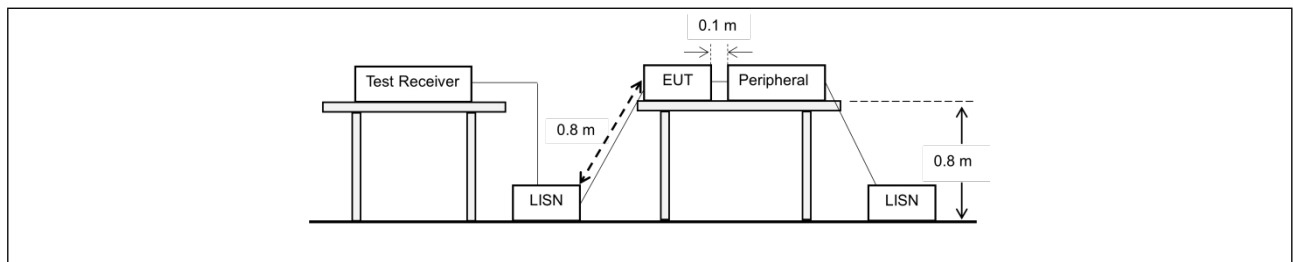 0.1 m
Test Receiver
EUT
Peripheral
0.8 m
0.8 m
LISN
LISN